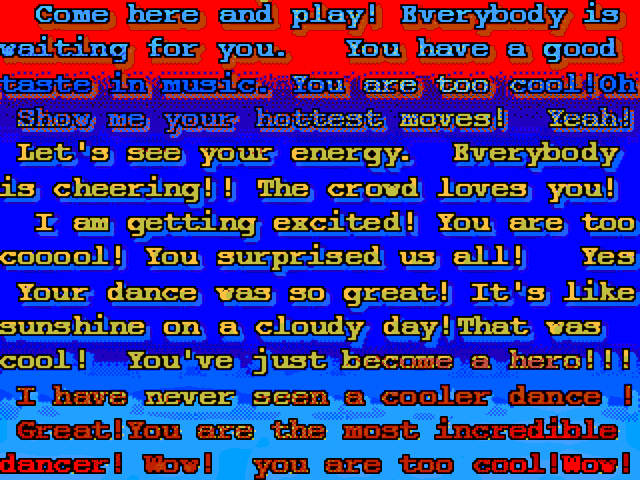 Come here and play! Everybody is
waiting for you. You have a good
taste in music. You are too cool!Oh
Show me your hottest moves! Yeah!
Let's see your energy. Everybody
is cheering!! The crowd loves you!
I am getting excited! You are too
cooool! You surprised us all! Yes
Your dance was so great! It's like
sunshine on a cloudy day!That was
cool! You've just become a hero!!!
I have never seen a cooler dance !
Great!You are the most incredible
dancer! Wow! you are too cool!Wow!